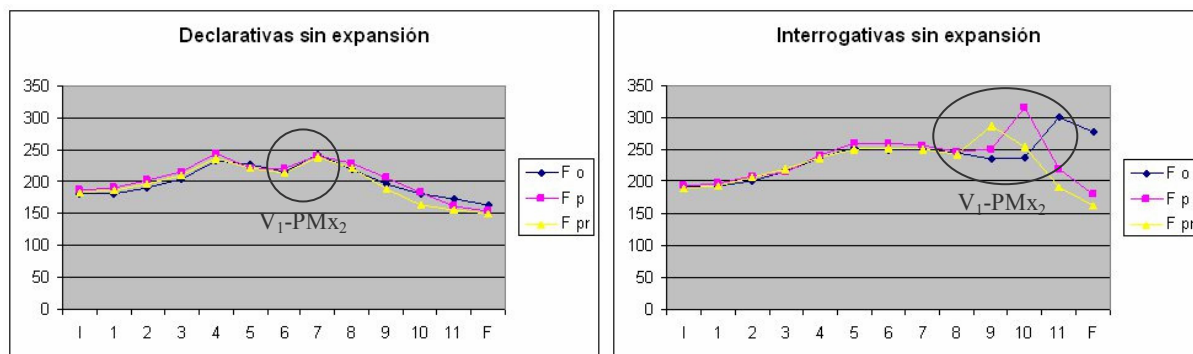 Declarativas sin expansión
350
300
250
200
150
100
50
0
V1-PMx2
I 1 2 3 4 5 6 7 8 9 10 11 F
F o
F p
F pr
Interrogativas sin expansión
350
300
250
200
150
100
50
0
V1-PMx2
I 1 2 3 4 5 6 7 8 9 10 11 F
F o
F p
F pr